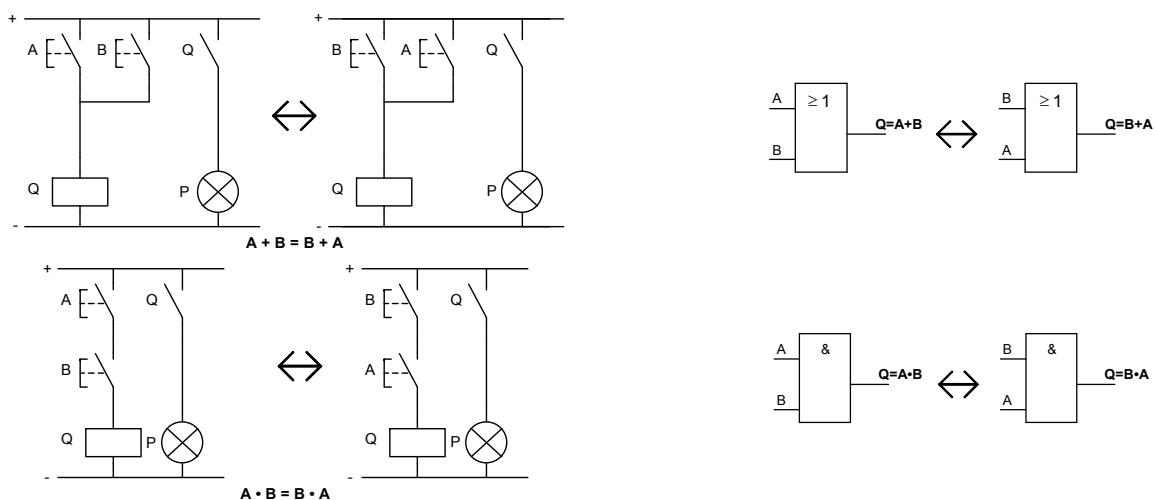 + +
A B Q B A Q
A ≥ 1 B ≥ 1
Q=A+B Q=B+A
B A
Q P Q P
- -
A + B = B + A
+ +
A Q B Q
A & B &
B A
Q=A•B Q=B•A
B A
Q P Q P
- -
A • B = B • A